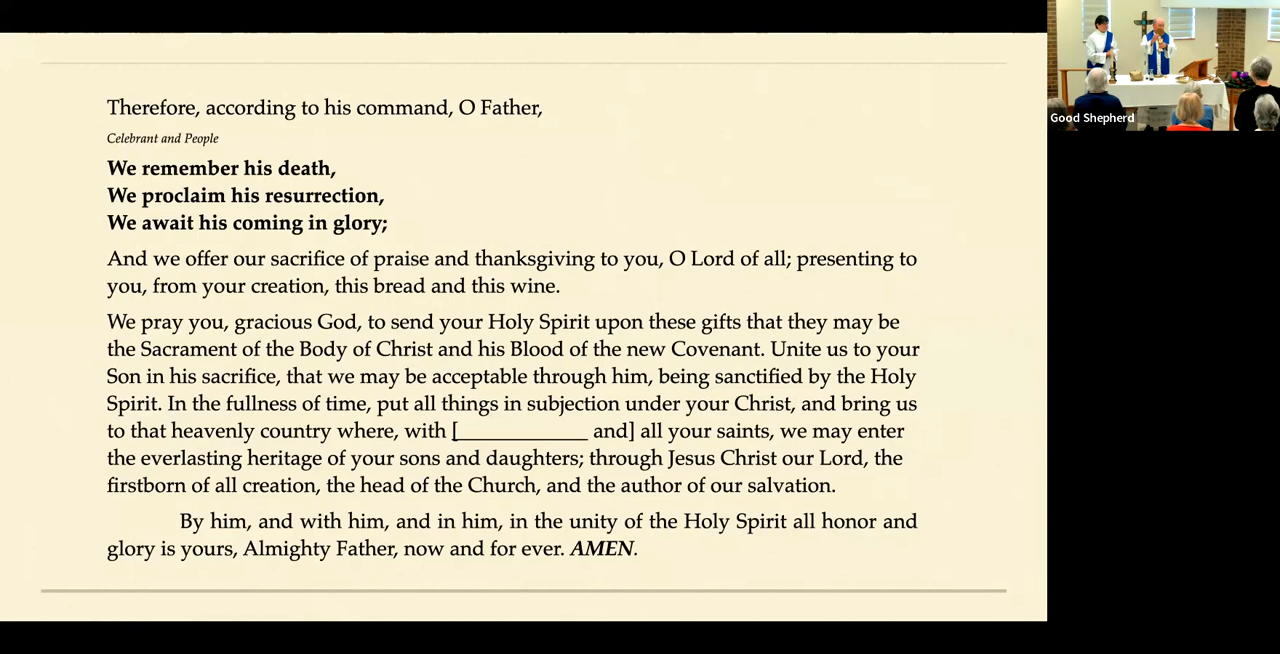 Therefore, according to his command, O Father,
Celebrant and People
We remember his death,
We proclaim his resurrection,
We await his coming in glory;
And we offer our sacrifice of praise and thanksgiving to you, O Lord of all; presenting to
you, from your creation, this bread and this wine.
We pray you, gracious God, to send your Holy Spirit upon these gifts that they may be
the Sacrament of the Body of Christ and his Blood of the new Covenant. Unite us to your
Son in his sacrifice, that we may be acceptable through him, being sanctified by the Holy
Spirit. In the fullness of time, put all things in subjection under your Christ, and bring us
to that heavenly country where, with [____________ and] all your saints, we may enter
the everlasting heritage of your sons and daughters; through Jesus Christ our Lord, the
firstborn of all creation, the head of the Church, and the author of our salvation.
By him, and with him, and in him, in the unity of the Holy Spirit all honor and
glory is yours, Almighty Father, now and for ever. AMEN.
Good Shepherd